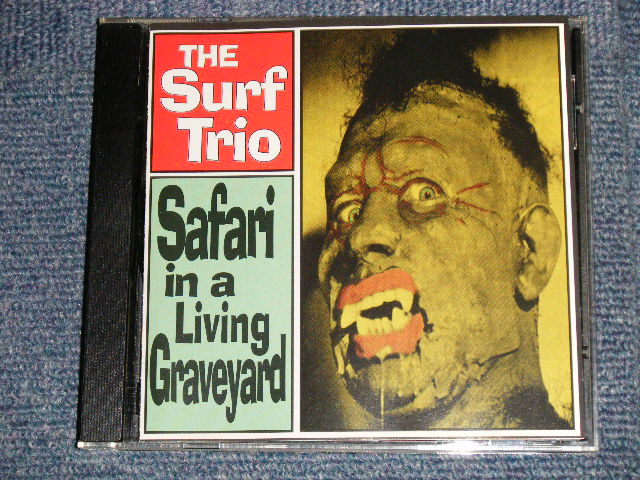 THE
Surf
Trio
Safari
in a
Living
Graveyard